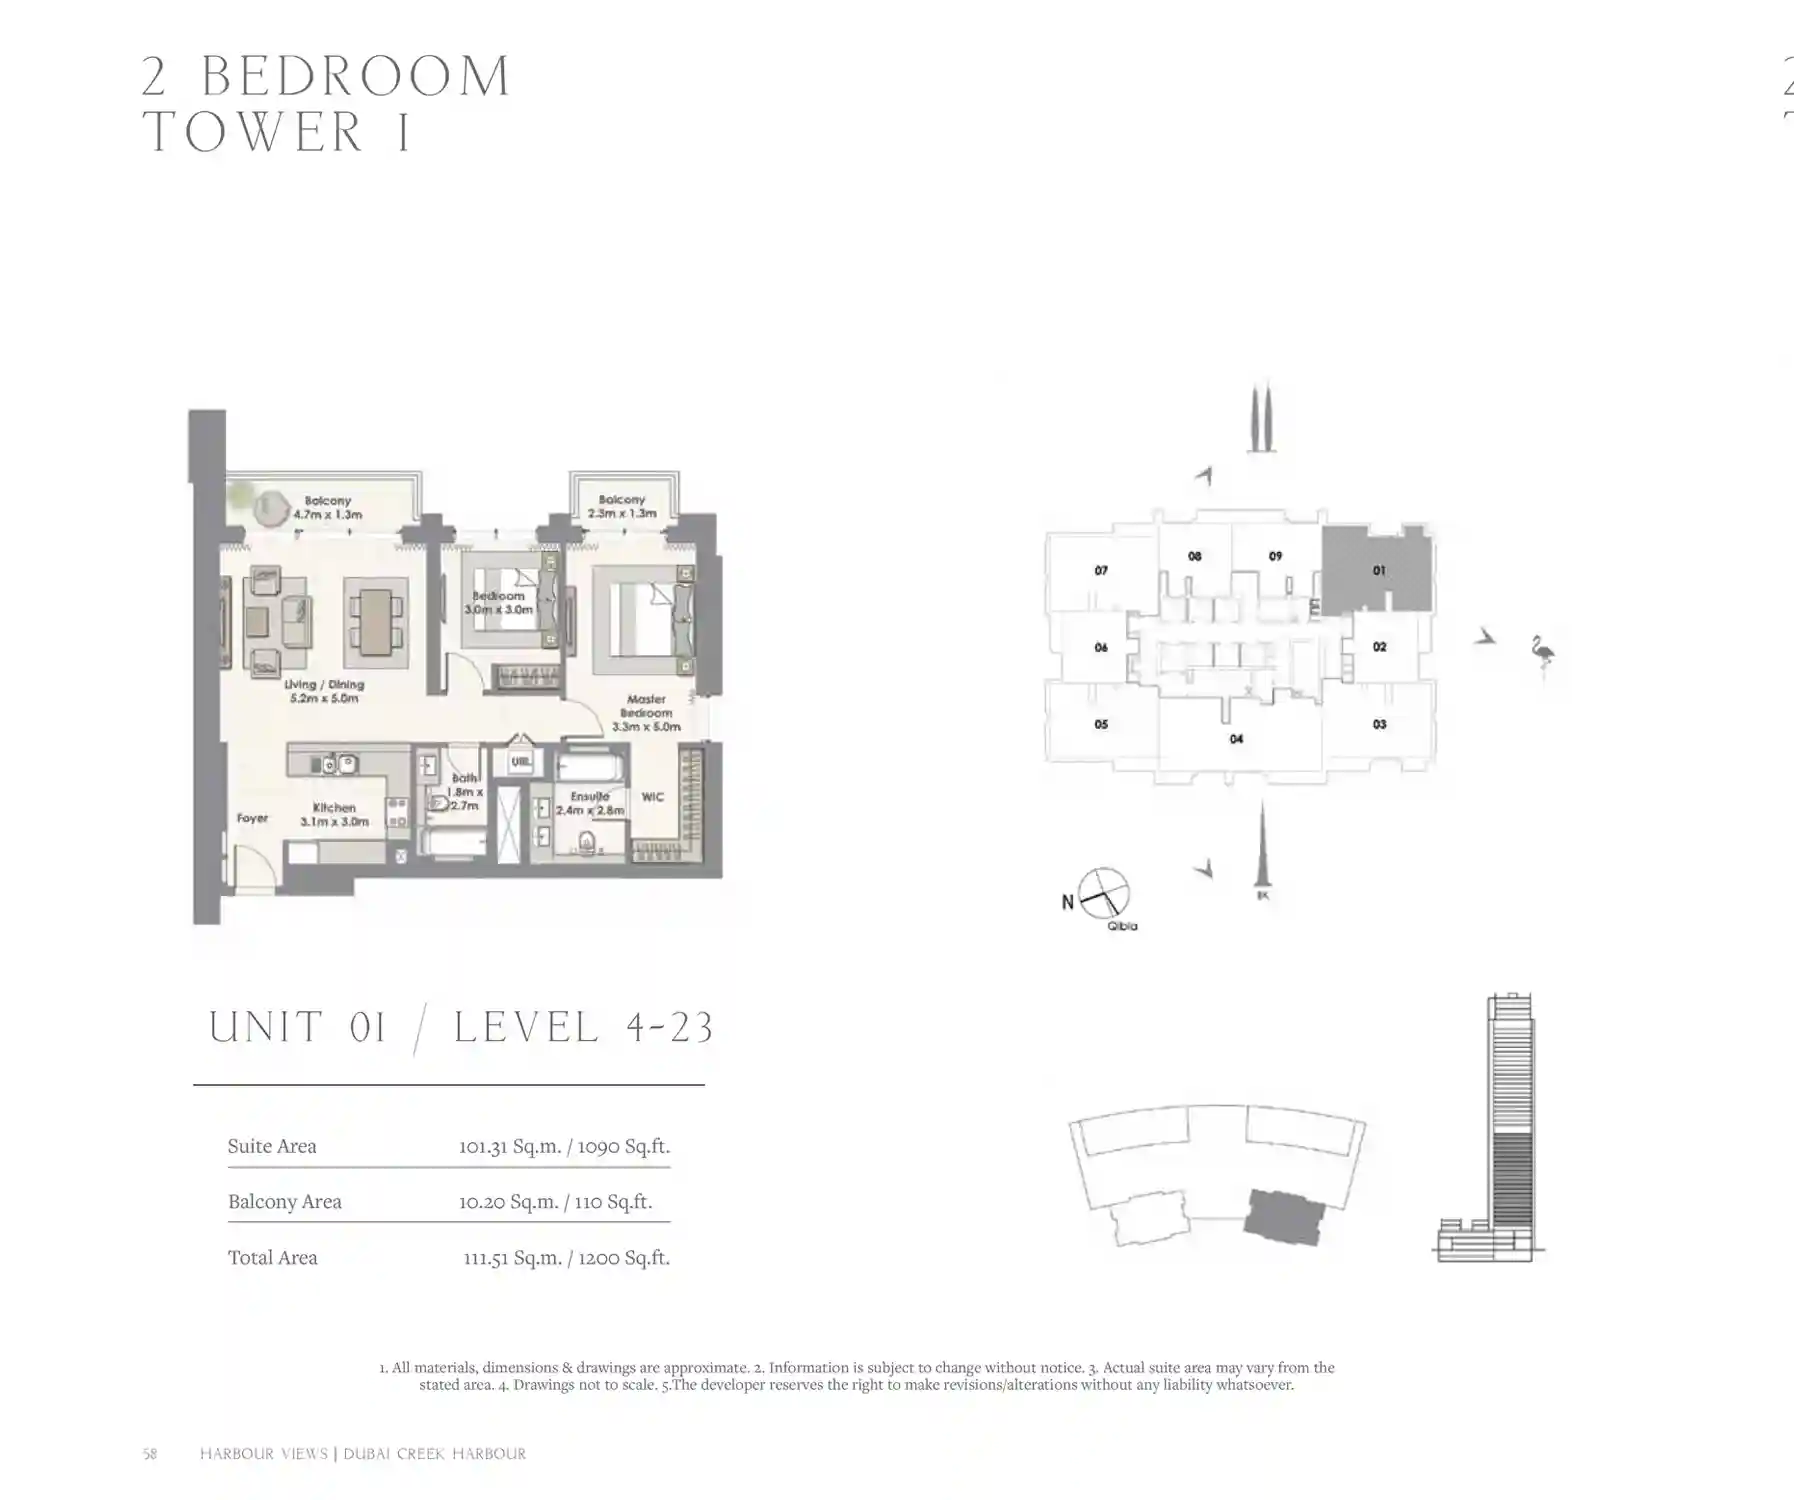 2 BEDROOM
TOWER 1
Balcony
4.7m x 1.3m
Balcony
2.3m x 1.3m
Bedroom
3.0m x 3.0m
Living / Dining
5.2m x 5.0m
Master
Bedroom
3.3m x 5.0m
UTIL.
Bath
1.8m x
2.7m
Ensuite
2.4m x 2.8m
WIC
Kitchen
3.1m x 3.0m
Foyer
07
08
09
01
06
02
05
04
03
N
Qibla
BK
UNIT 01 / LEVEL 4-23
Suite Area 101.31 Sq.m. / 1090 Sq.ft.
Balcony Area 10.20 Sq.m. / 110 Sq.ft.
Total Area 111.51 Sq.m. / 1200 Sq.ft.
1. All materials, dimensions & drawings are approximate. 2. Information is subject to change without notice. 3. Actual suite area may vary from the
stated area. 4. Drawings not to scale. 5.The developer reserves the right to make revisions/alterations without any liability whatsoever.
58 HARBOUR VIEWS | DUBAI CREEK HARBOUR